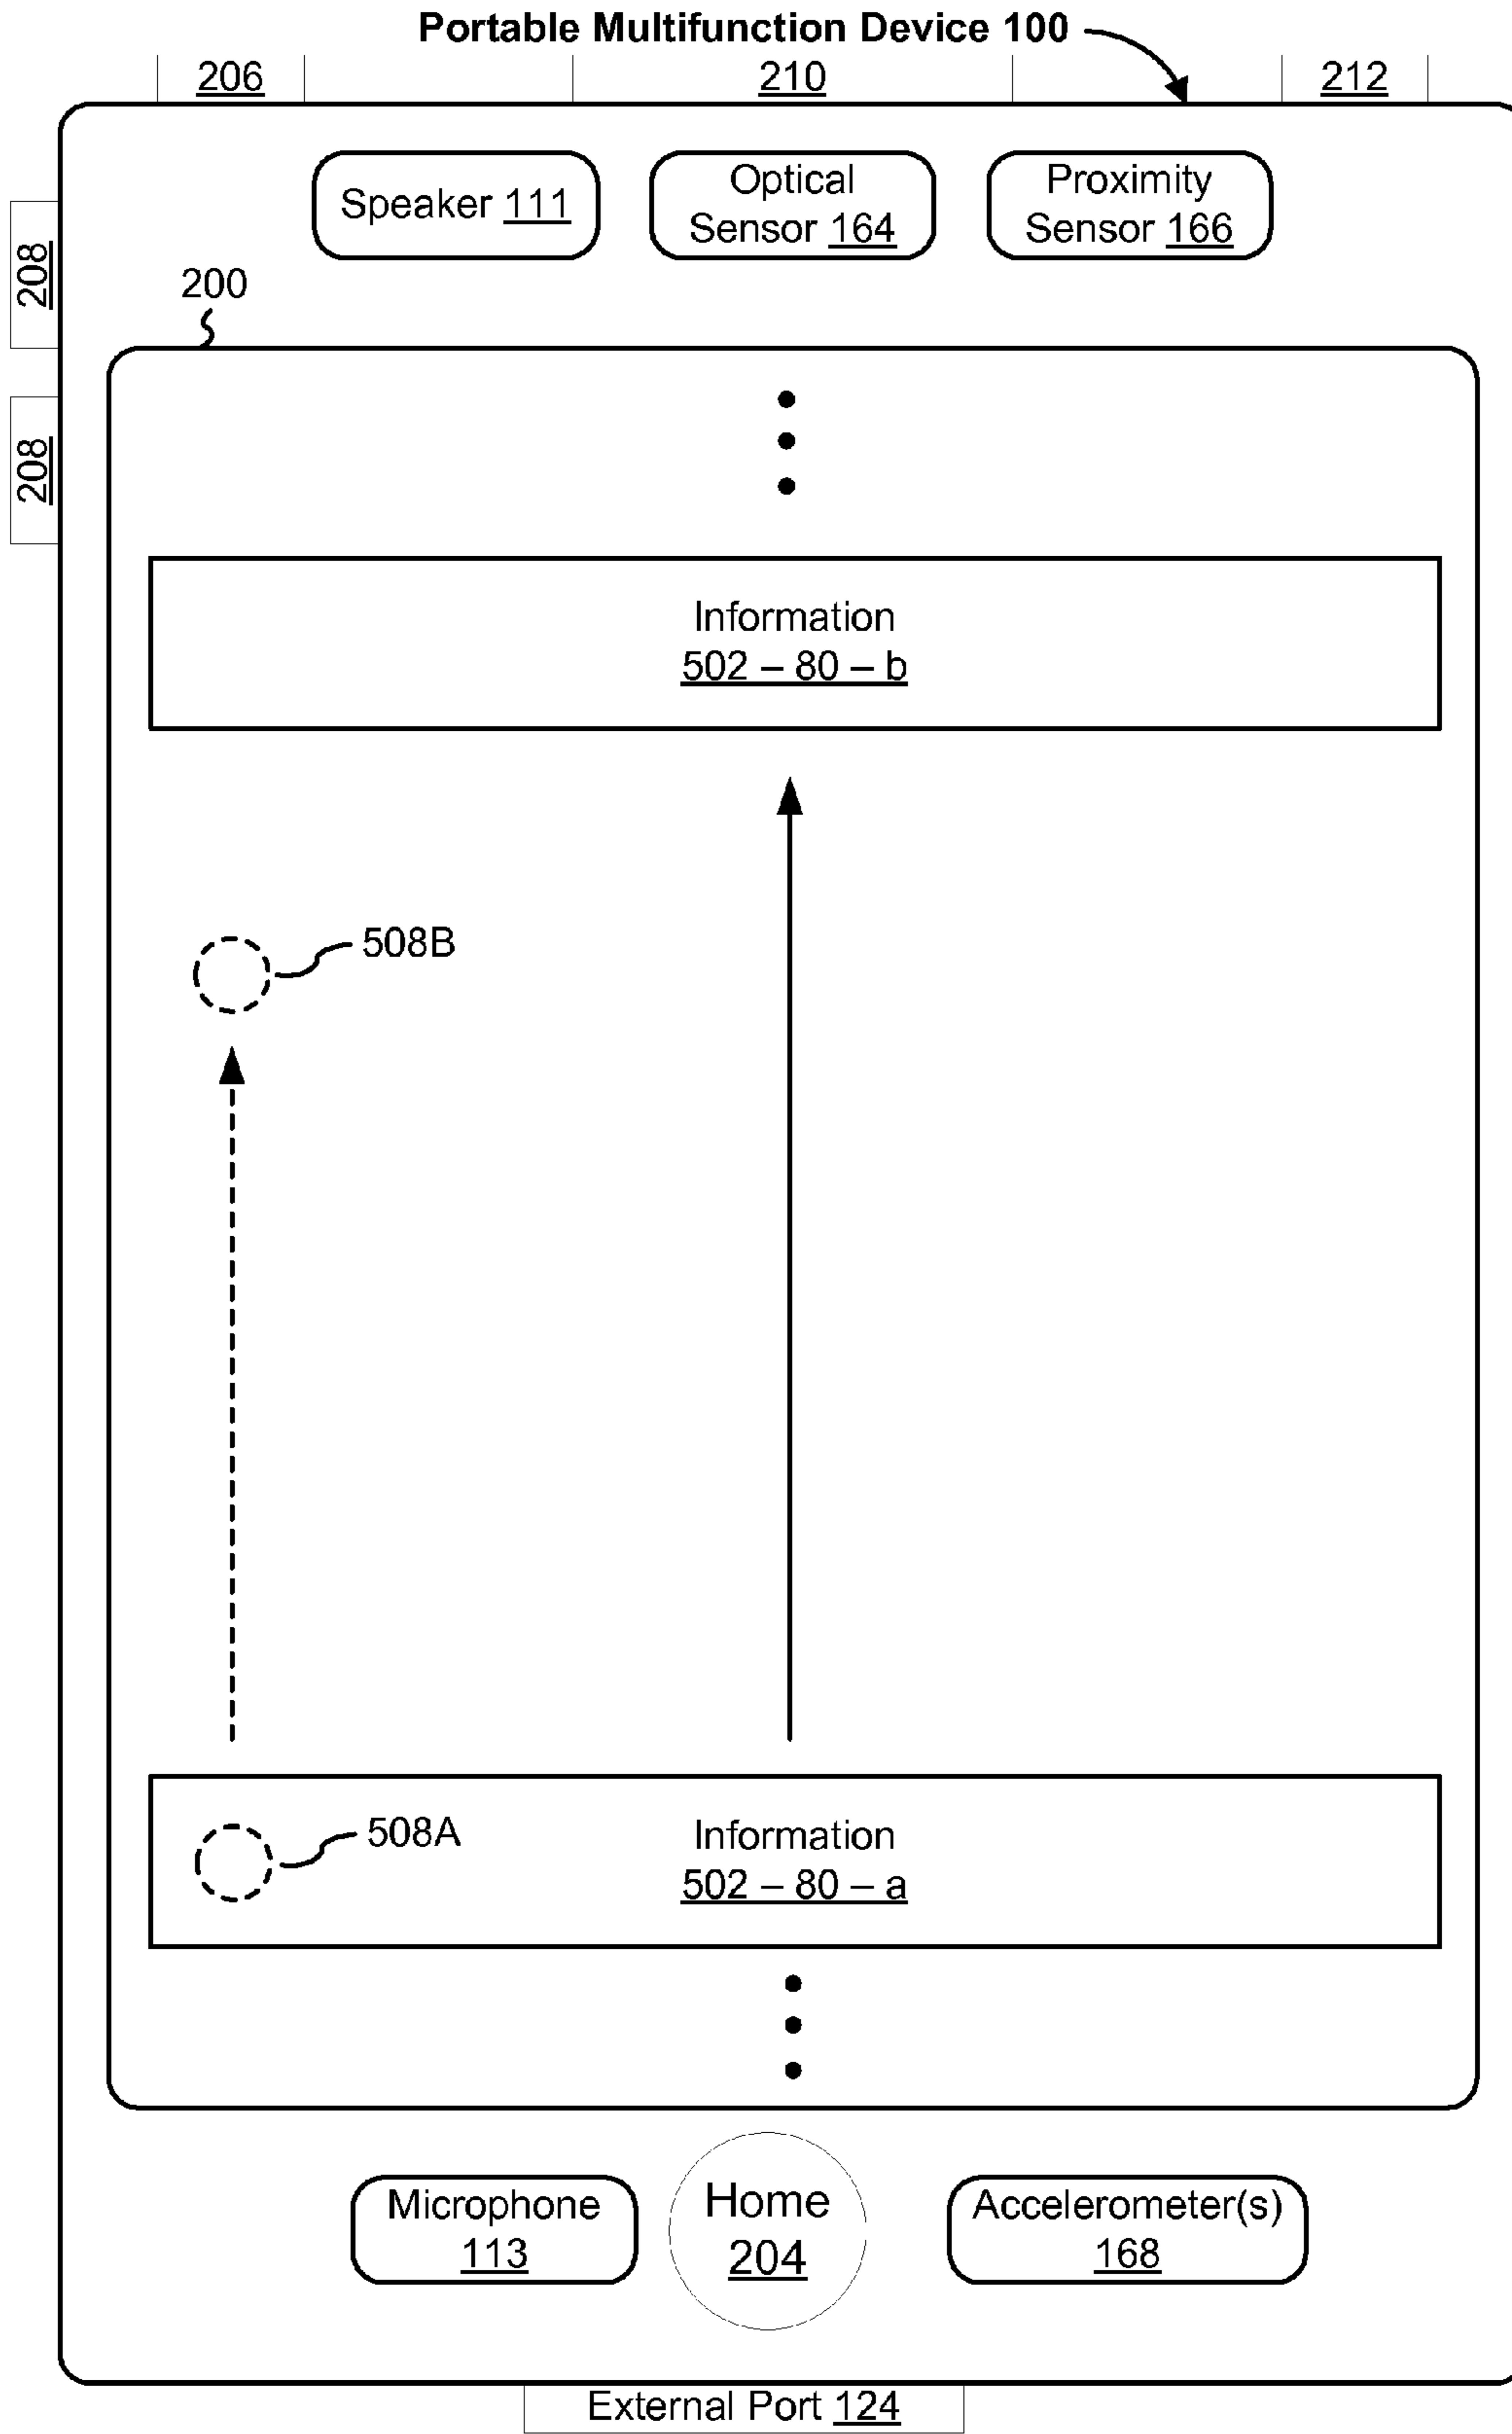 Portable Multifunction Device 100
206
210
212
Speaker 111
Optical
Sensor 164
Proximity
Sensor 166
208
200
208
Information
502 – 80 – b
508B
508A
Information
502 – 80 – a
Microphone
113
Home
204
Accelerometer(s)
168
External Port 124